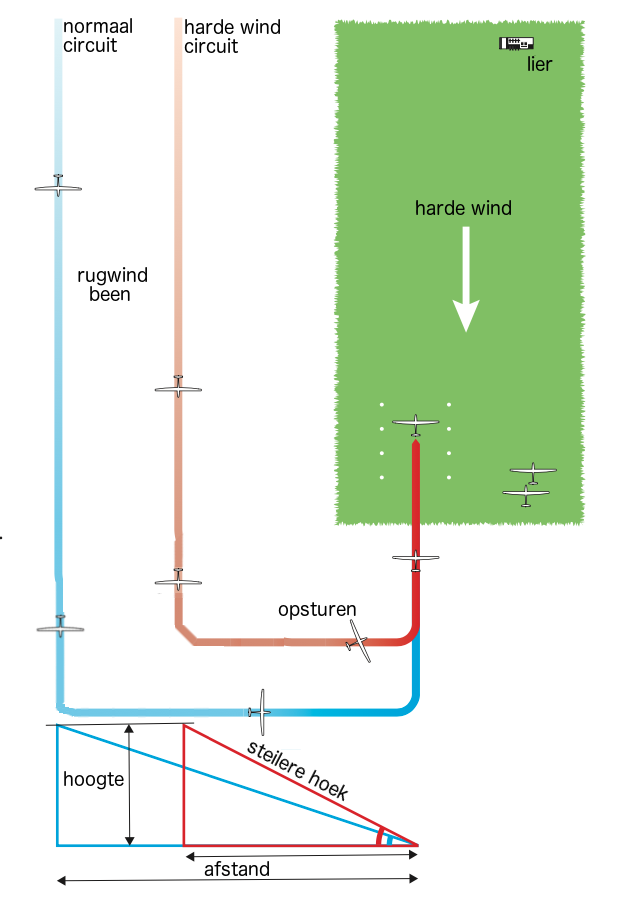 normaal
circuit
harde wind
circuit
lier
harde wind
rugwind
been
opsturen
steilere hoek
hoogte
afstand